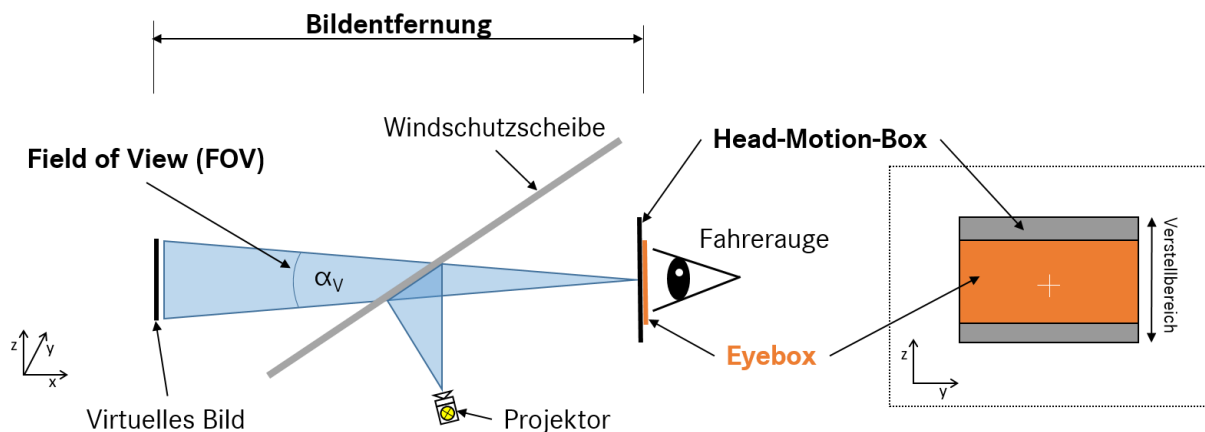 Bildentfernung
Windschutzscheibe
Head-Motion-Box
Field of View (FOV)
Fahrerauge
Verstellbereich
αV
z
y
x
Eyebox
z
y
Virtuelles Bild
Projektor